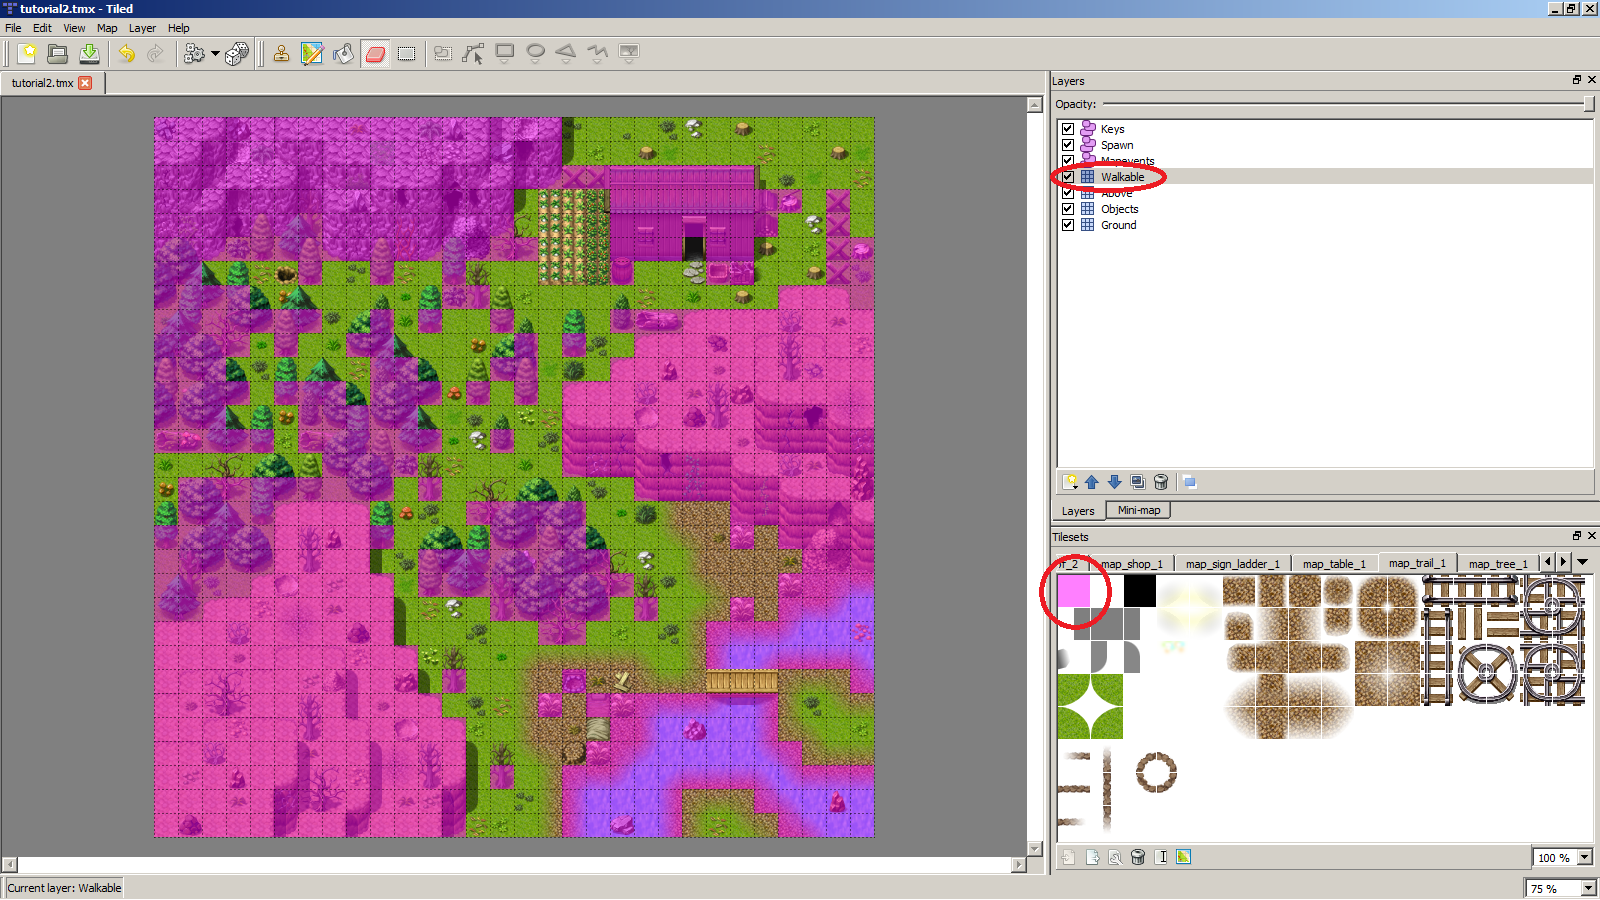 tutorial2.tmx - Tiled
File Edit View Map Layer Help
tutorial2.tmx
Layers
Opacity:
Keys
Spawn
Mapevents
Walkable
Above
Objects
Ground
Layers Mini-map
Tilesets
of_2 map_shop_1 map_sign_ladder_1 map_table_1 map_trail_1 map_tree_1
100 %
Current layer: Walkable
75 %